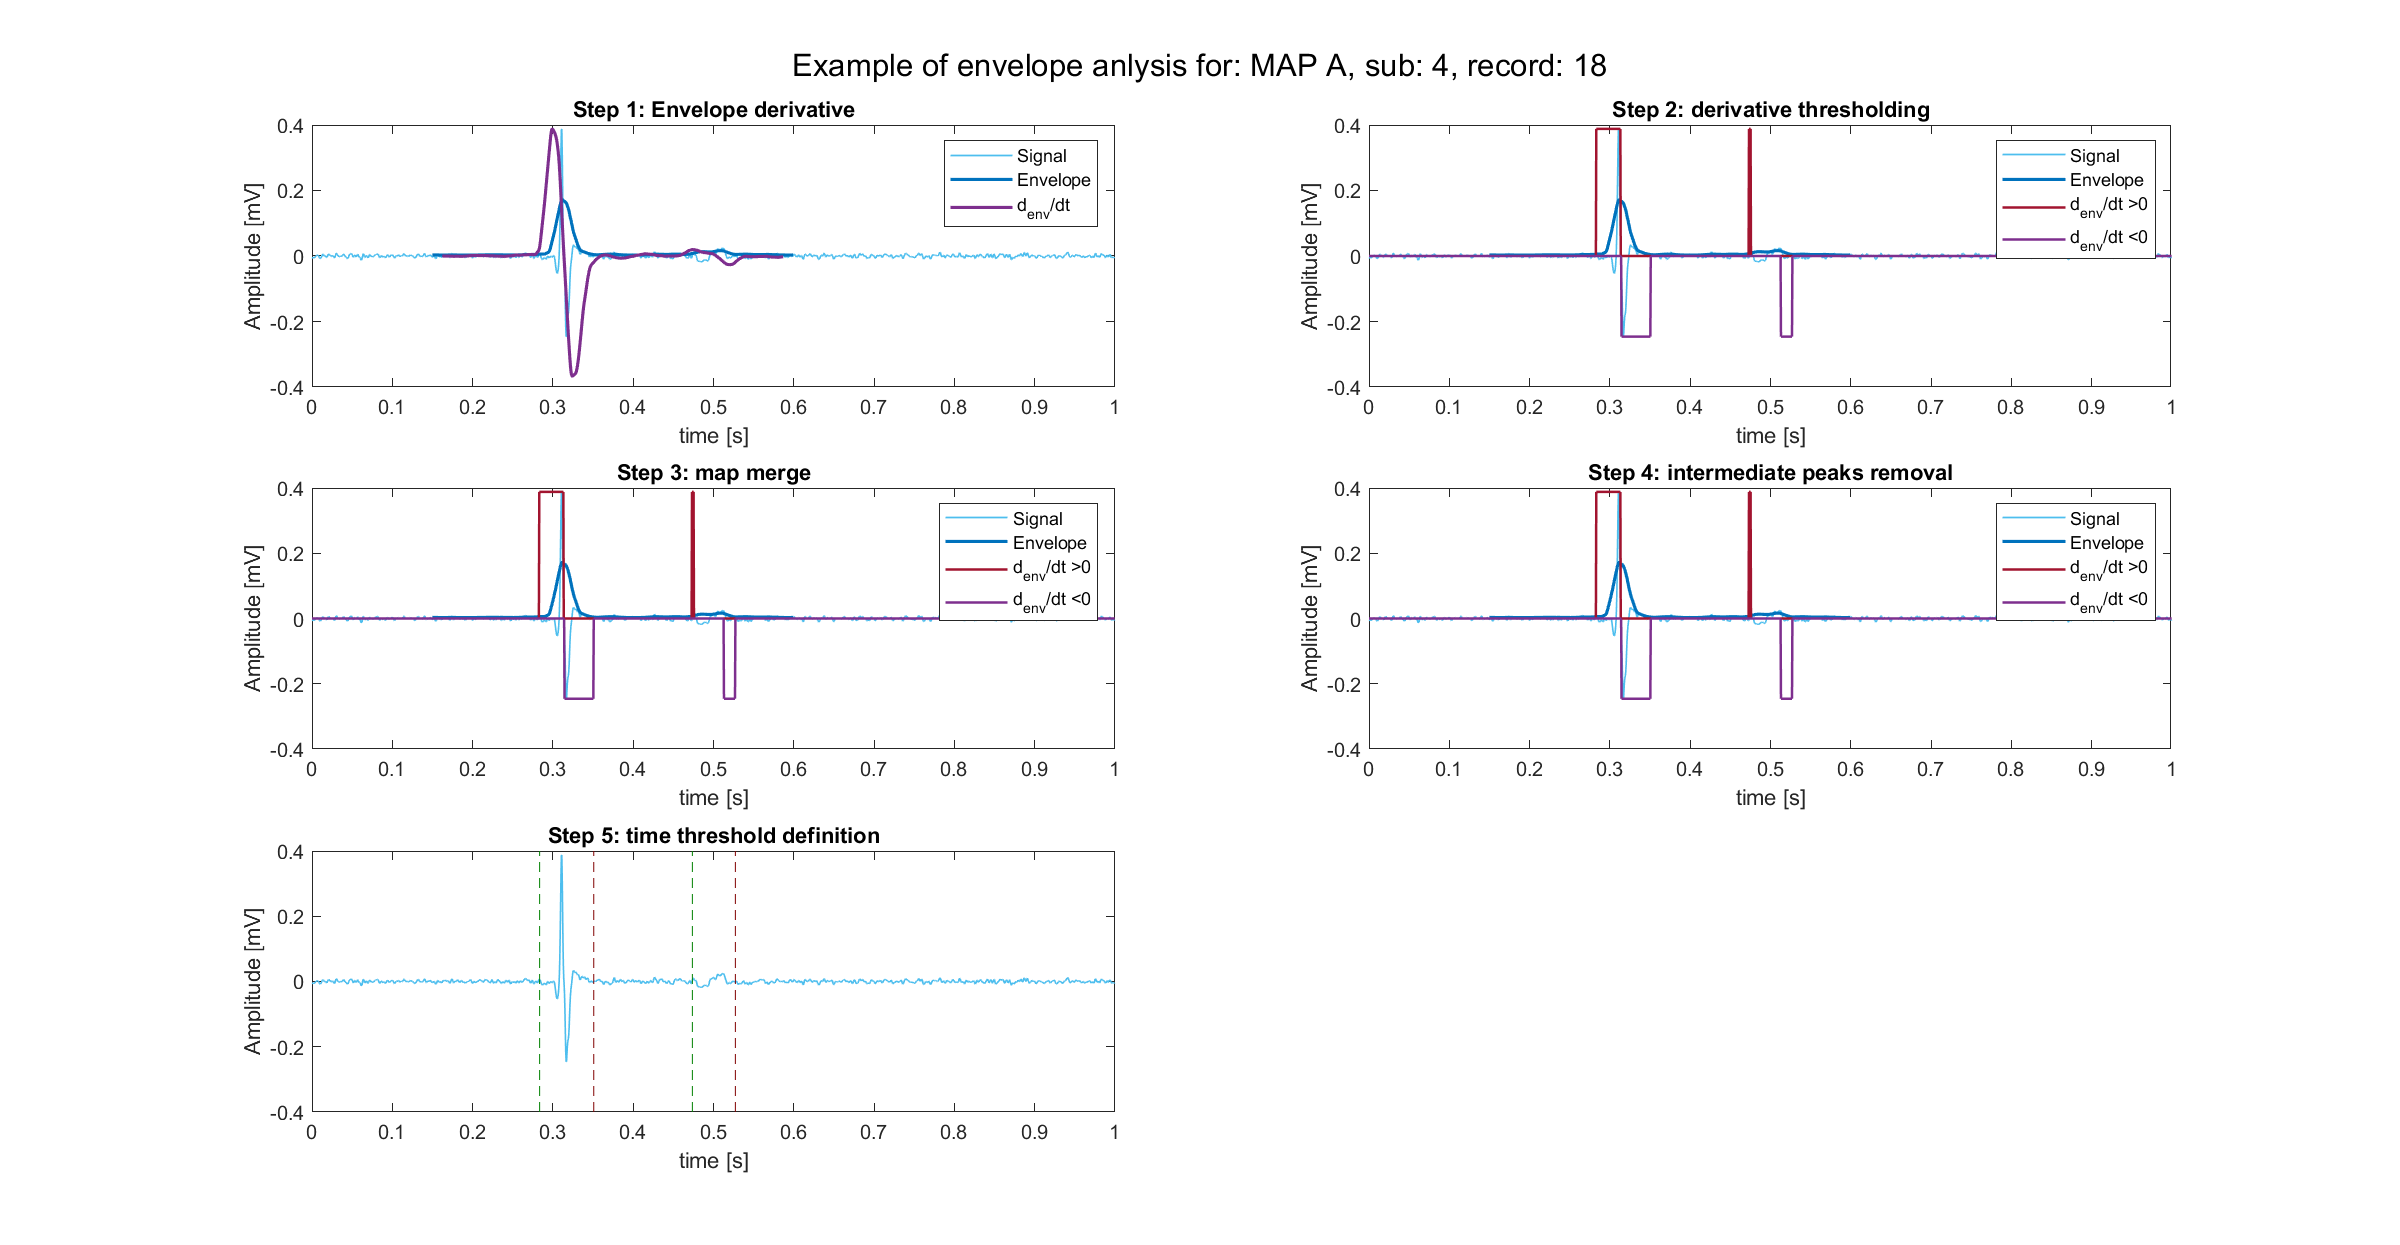 Example of envelope anlysis for: MAP A, sub: 4, record: 18
Step 1: Envelope derivative
0.4
0.2
0
-0.2
-0.4
Amplitude [mV]
0 0.1 0.2 0.3 0.4 0.5 0.6 0.7 0.8 0.9 1
time [s]
Signal
Envelope
d_env/dt
Step 2: derivative thresholding
0.4
0.2
0
-0.2
-0.4
Amplitude [mV]
0 0.1 0.2 0.3 0.4 0.5 0.6 0.7 0.8 0.9 1
time [s]
Signal
Envelope
d_env/dt >0
d_env/dt <0
Step 3: map merge
0.4
0.2
0
-0.2
-0.4
Amplitude [mV]
0 0.1 0.2 0.3 0.4 0.5 0.6 0.7 0.8 0.9 1
time [s]
Signal
Envelope
d_env/dt >0
d_env/dt <0
Step 4: intermediate peaks removal
0.4
0.2
0
-0.2
-0.4
Amplitude [mV]
0 0.1 0.2 0.3 0.4 0.5 0.6 0.7 0.8 0.9 1
time [s]
Signal
Envelope
d_env/dt >0
d_env/dt <0
Step 5: time threshold definition
0.4
0.2
0
-0.2
-0.4
Amplitude [mV]
0 0.1 0.2 0.3 0.4 0.5 0.6 0.7 0.8 0.9 1
time [s]